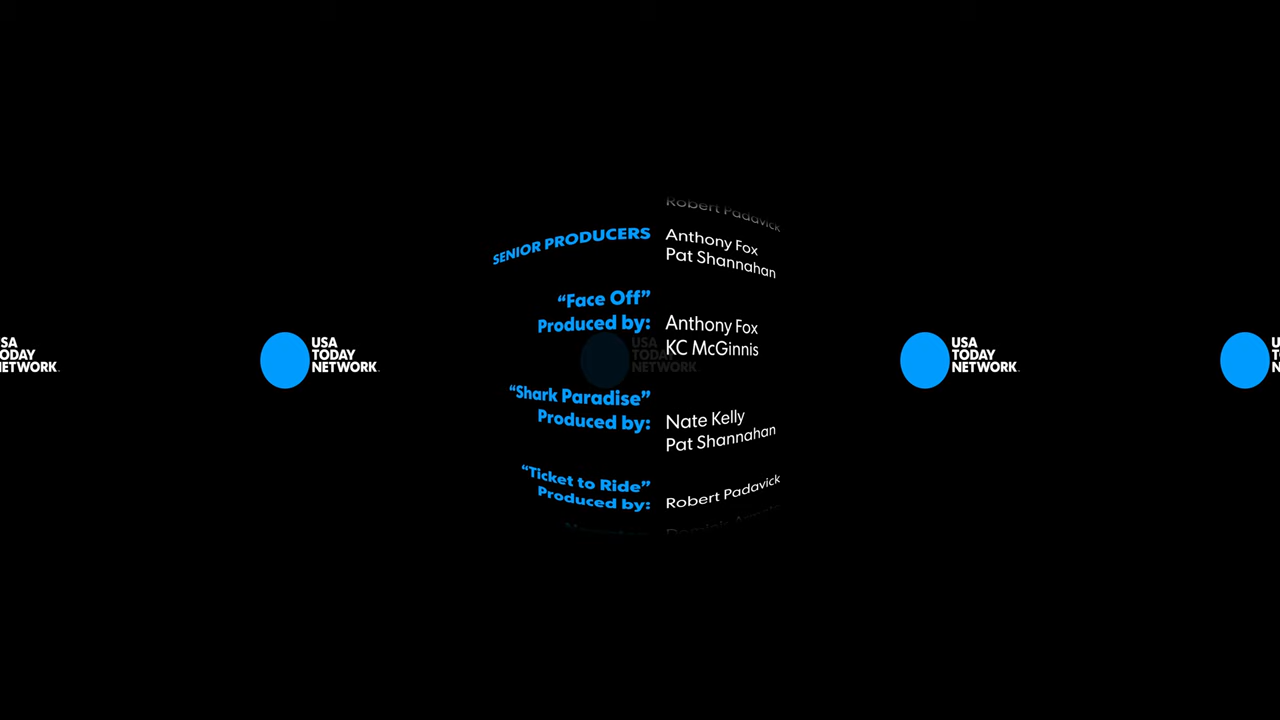 Robert Padavick
SENIOR PRODUCERS
Anthony Fox
Pat Shannahan
“Face Off”
Produced by:
Anthony Fox
KC McGinnis
“Shark Paradise”
Produced by:
Nate Kelly
Pat Shannahan
“Ticket to Ride”
Produced by:
Robert Padavick
USA
TODAY
NETWORK.
USA
TODAY
NETWORK.
USA
TODAY
NETWORK.
USA
TODAY
NETWORK.